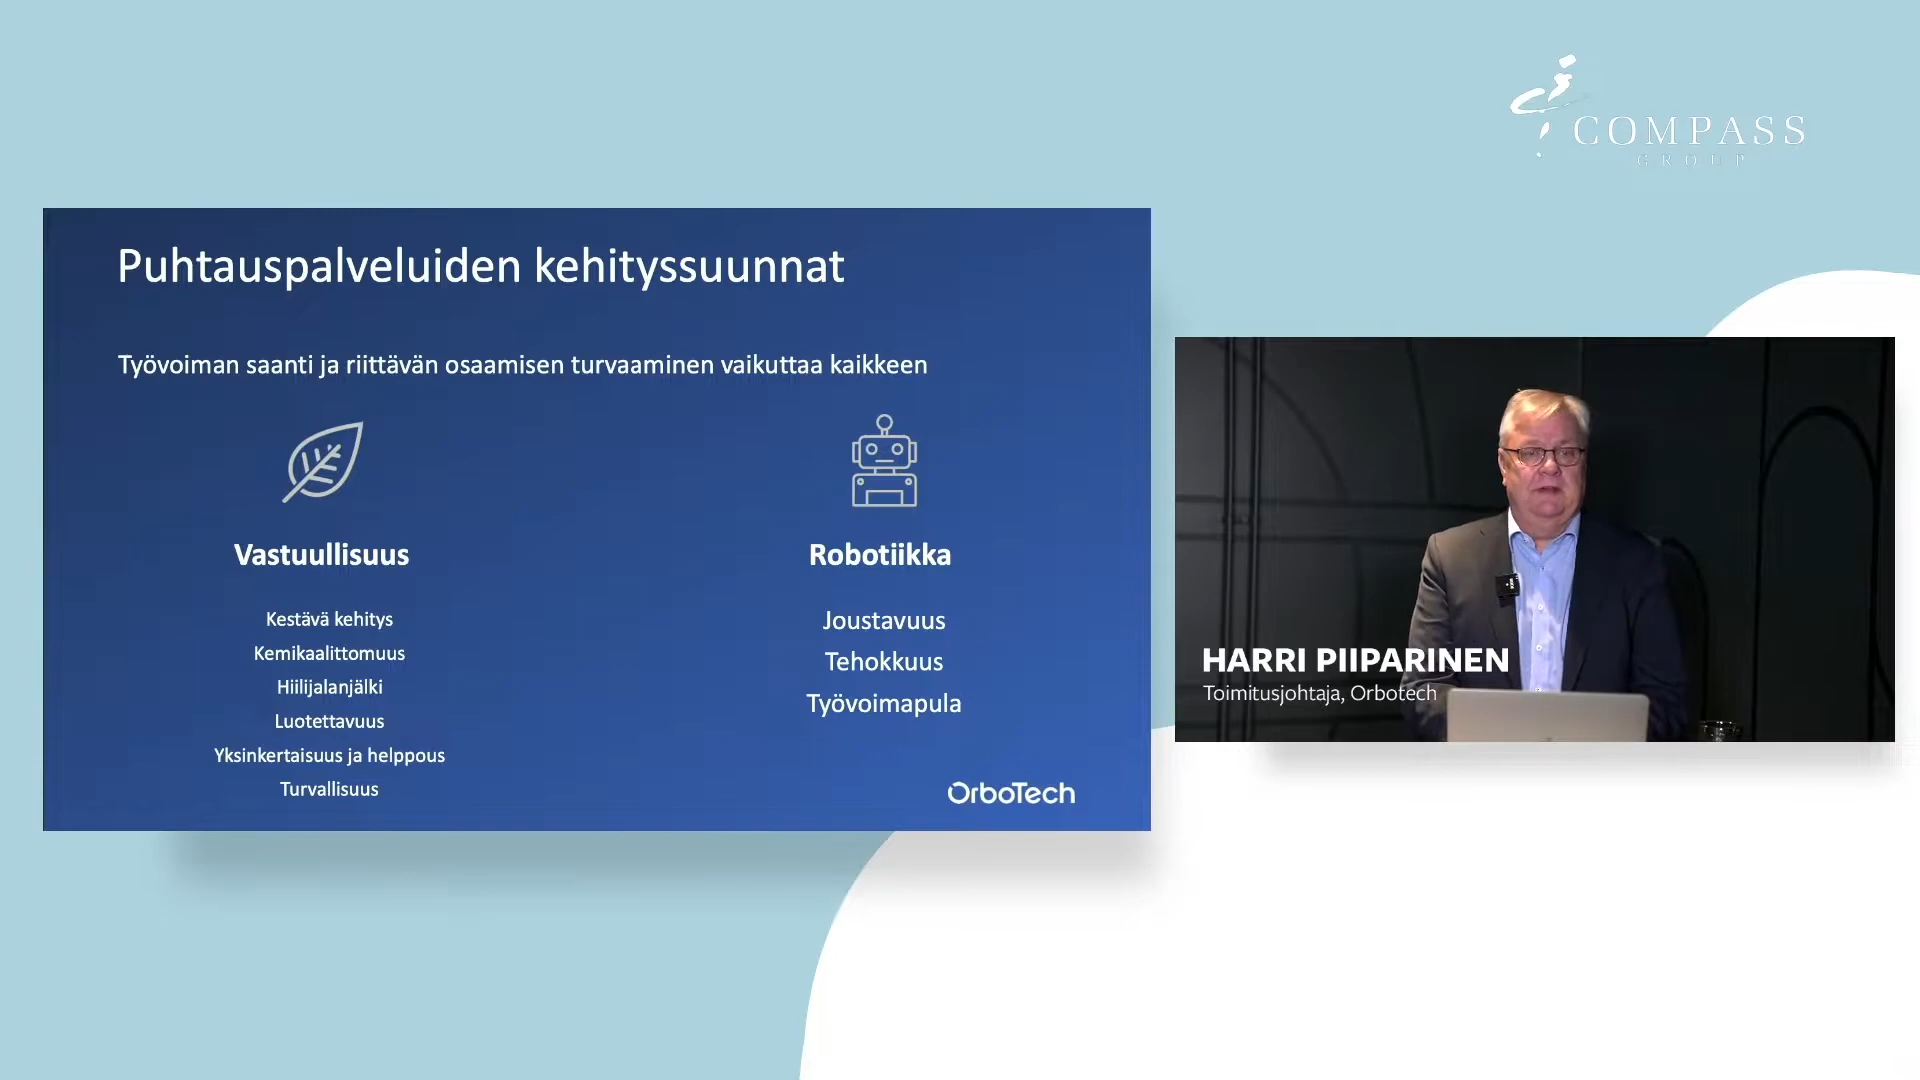 COMPASS
GROUP
Puhtauspalveluiden kehityssuunnat
Työvoiman saanti ja riittävän osaamisen turvaaminen vaikuttaa kaikkeen
Vastuullisuus
Kestävä kehitys
Kemikaalittomuus
Hiilijalanjälki
Luotettavuus
Yksinkertaisuus ja helppous
Turvallisuus
Robotiikka
Joustavuus
Tehokkuus
Työvoimapula
OrboTech
HARRI PIIPARINEN
Toimitusjohtaja, Orbotech